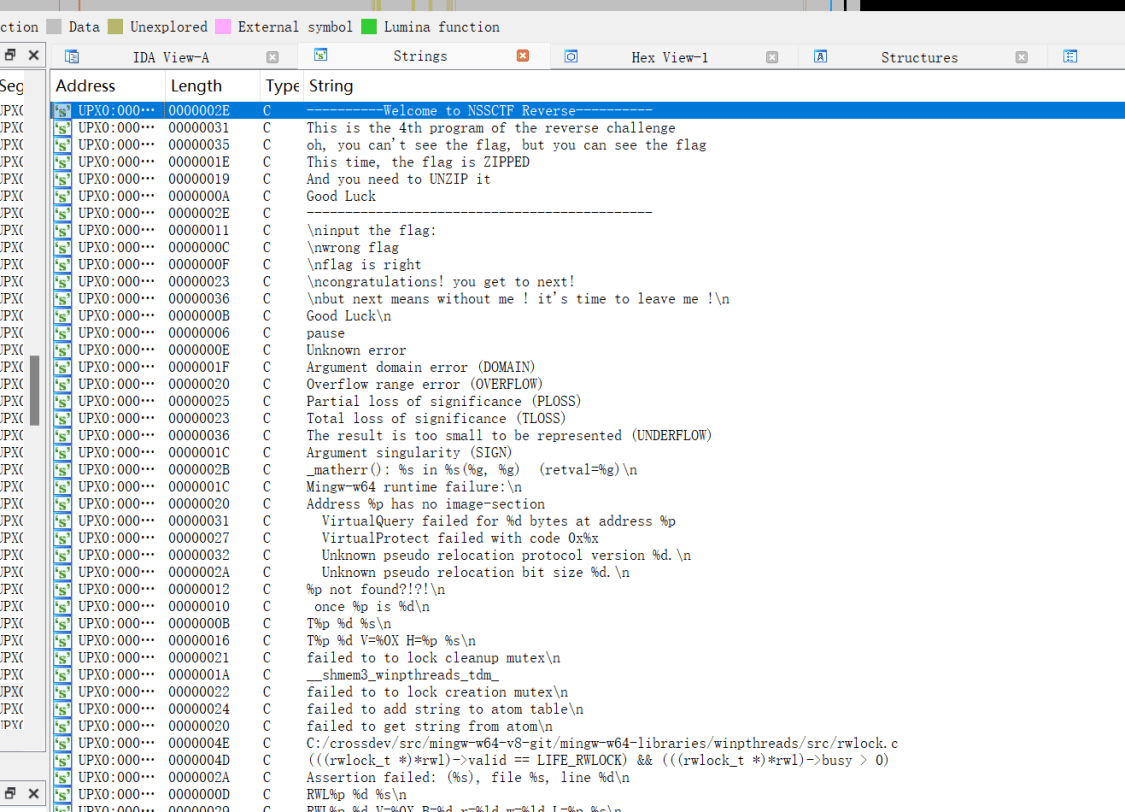 ction Data Unexplored External symbol Lumina function
IDA View-A Strings Hex View-1 Structures
Seg Address Length Type String
UPX0:000··· 0000002E C ----------Welcome to NSSCTF Reverse----------
UPX0:000··· 00000031 C This is the 4th program of the reverse challenge
UPX0:000··· 00000035 C oh, you can't see the flag, but you can see the flag
UPX0:000··· 0000001E C This time, the flag is ZIPPED
UPX0:000··· 00000019 C And you need to UNZIP it
UPX0:000··· 0000000A C Good Luck
UPX0:000··· 0000002E C ---------------------------------------------
UPX0:000··· 00000011 C \ninput the flag:
UPX0:000··· 0000000C C \nwrong flag
UPX0:000··· 0000000F C \nflag is right
UPX0:000··· 00000023 C \ncongratulations! you get to next!
UPX0:000··· 00000036 C \nbut next means without me ! it's time to leave me !\n
UPX0:000··· 0000000B C Good Luck\n
UPX0:000··· 00000006 C pause
UPX0:000··· 0000000E C Unknown error
UPX0:000··· 0000001F C Argument domain error (DOMAIN)
UPX0:000··· 00000020 C Overflow range error (OVERFLOW)
UPX0:000··· 00000025 C Partial loss of significance (PLOSS)
UPX0:000··· 00000023 C Total loss of significance (TLOSS)
UPX0:000··· 00000036 C The result is too small to be represented (UNDERFLOW)
UPX0:000··· 0000001C C Argument singularity (SIGN)
UPX0:000··· 0000002B C _matherr(): %s in %s(%g, %g) (retval=%g)\n
UPX0:000··· 0000001C C Mingw-w64 runtime failure:\n
UPX0:000··· 00000020 C Address %p has no image-section
UPX0:000··· 00000031 C VirtualQuery failed for %d bytes at address %p
UPX0:000··· 00000027 C VirtualProtect failed with code 0x%x
UPX0:000··· 00000032 C Unknown pseudo relocation protocol version %d.\n
UPX0:000··· 0000002A C Unknown pseudo relocation bit size %d.\n
UPX0:000··· 00000012 C %p not found?!?!\n
UPX0:000··· 00000010 C once %p is %d\n
UPX0:000··· 0000000B C T%p %d %s\n
UPX0:000··· 00000016 C T%p %d V=%0X H=%p %s\n
UPX0:000··· 00000021 C failed to to lock cleanup mutex\n
UPX0:000··· 0000001A C __shmem3_winpthreads_tdm_
UPX0:000··· 00000022 C failed to to lock creation mutex\n
UPX0:000··· 00000024 C failed to add string to atom table\n
UPX0:000··· 00000020 C failed to get string from atom\n
UPX0:000··· 0000004E C C:/crossdev/src/mingw-w64-v8-git/mingw-w64-libraries/winpthreads/src/rwlock.c
UPX0:000··· 0000004D C (((rwlock_t *)*rwl)->valid == LIFE_RWLOCK) && (((rwlock_t *)*rwl)->busy > 0)
UPX0:000··· 0000002A C Assertion failed: (%s), file %s, line %d\n
UPX0:000··· 0000000D C RWL%p %d %s\n
UPX0:000··· 00000029 C RWL%p %d V=%0X B=%d r=%ld w=%ld L=%p %s\n